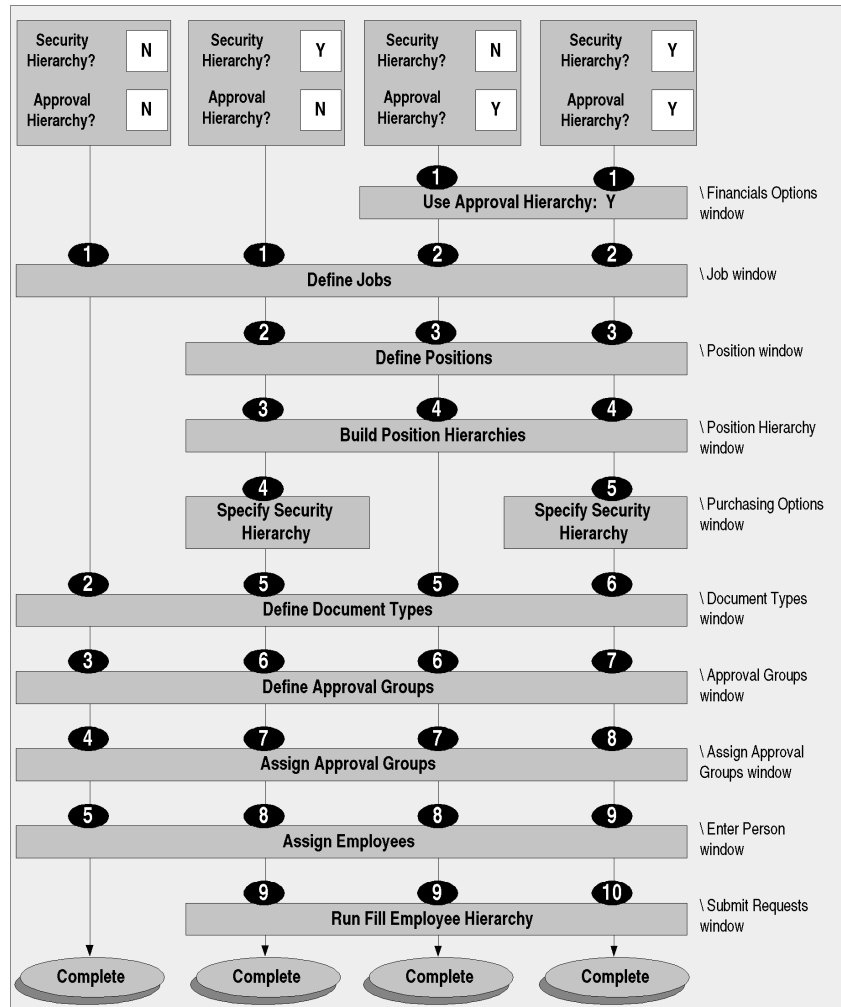 Security Hierarchy? N
Approval Hierarchy? N
Security Hierarchy? Y
Approval Hierarchy? N
Security Hierarchy? N
Approval Hierarchy? Y
Security Hierarchy? Y
Approval Hierarchy? Y
1 1
Use Approval Hierarchy: Y
\ Financials Options
window
1 1 2 2
Define Jobs
\ Job window
2 3 3
Define Positions
\ Position window
3 4 4
Build Position Hierarchies
\ Position Hierarchy
window
4 5
Specify Security
Hierarchy
Specify Security
Hierarchy
\ Purchasing Options
window
2 5 5 6
Define Document Types
\ Document Types
window
3 6 6 7
Define Approval Groups
\ Approval Groups
window
4 7 7 8
Assign Approval Groups
\ Assign Approval
Groups window
5 8 8 9
Assign Employees
\ Enter Person
window
9 9 10
Run Fill Employee Hierarchy
\ Submit Requests
window
Complete Complete Complete Complete